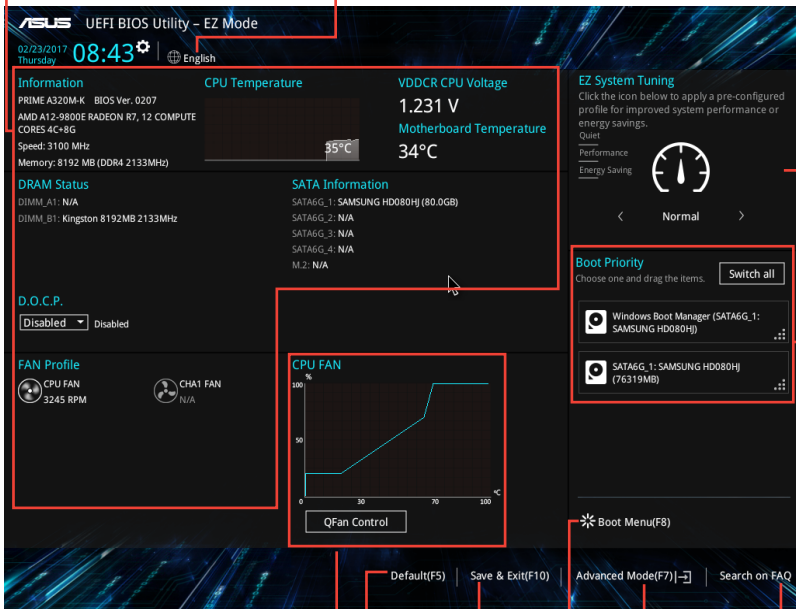 ASUS UEFI BIOS Utility – EZ Mode
02/23/2017
Thursday
08:43
English
Information
PRIME A320M-K BIOS Ver. 0207
AMD A12-9800E RADEON R7, 12 COMPUTE
CORES 4C+8G
Speed: 3100 MHz
Memory: 8192 MB (DDR4 2133MHz)
CPU Temperature
35°C
VDDCR CPU Voltage
1.231 V
Motherboard Temperature
34°C
EZ System Tuning
Click the icon below to apply a pre-configured
profile for improved system performance or
energy savings.
Quiet
Performance
Energy Saving
Normal
DRAM Status
DIMM_A1: N/A
DIMM_B1: Kingston 8192MB 2133MHz
SATA Information
SATA6G_1: SAMSUNG HD080HJ (80.0GB)
SATA6G_2: N/A
SATA6G_3: N/A
SATA6G_4: N/A
M.2: N/A
Boot Priority
Choose one and drag the items.
Switch all
Windows Boot Manager (SATA6G_1:
SAMSUNG HD080HJ)
SATA6G_1: SAMSUNG HD080HJ
(76319MB)
D.O.C.P.
Disabled Disabled
FAN Profile
CPU FAN
3245 RPM
CHA1 FAN
N/A
CPU FAN
%
100
50
0 30 70 100
°C
QFan Control
Boot Menu(F8)
Default(F5) | Save & Exit(F10) | Advanced Mode(F7) | Search on FAQ